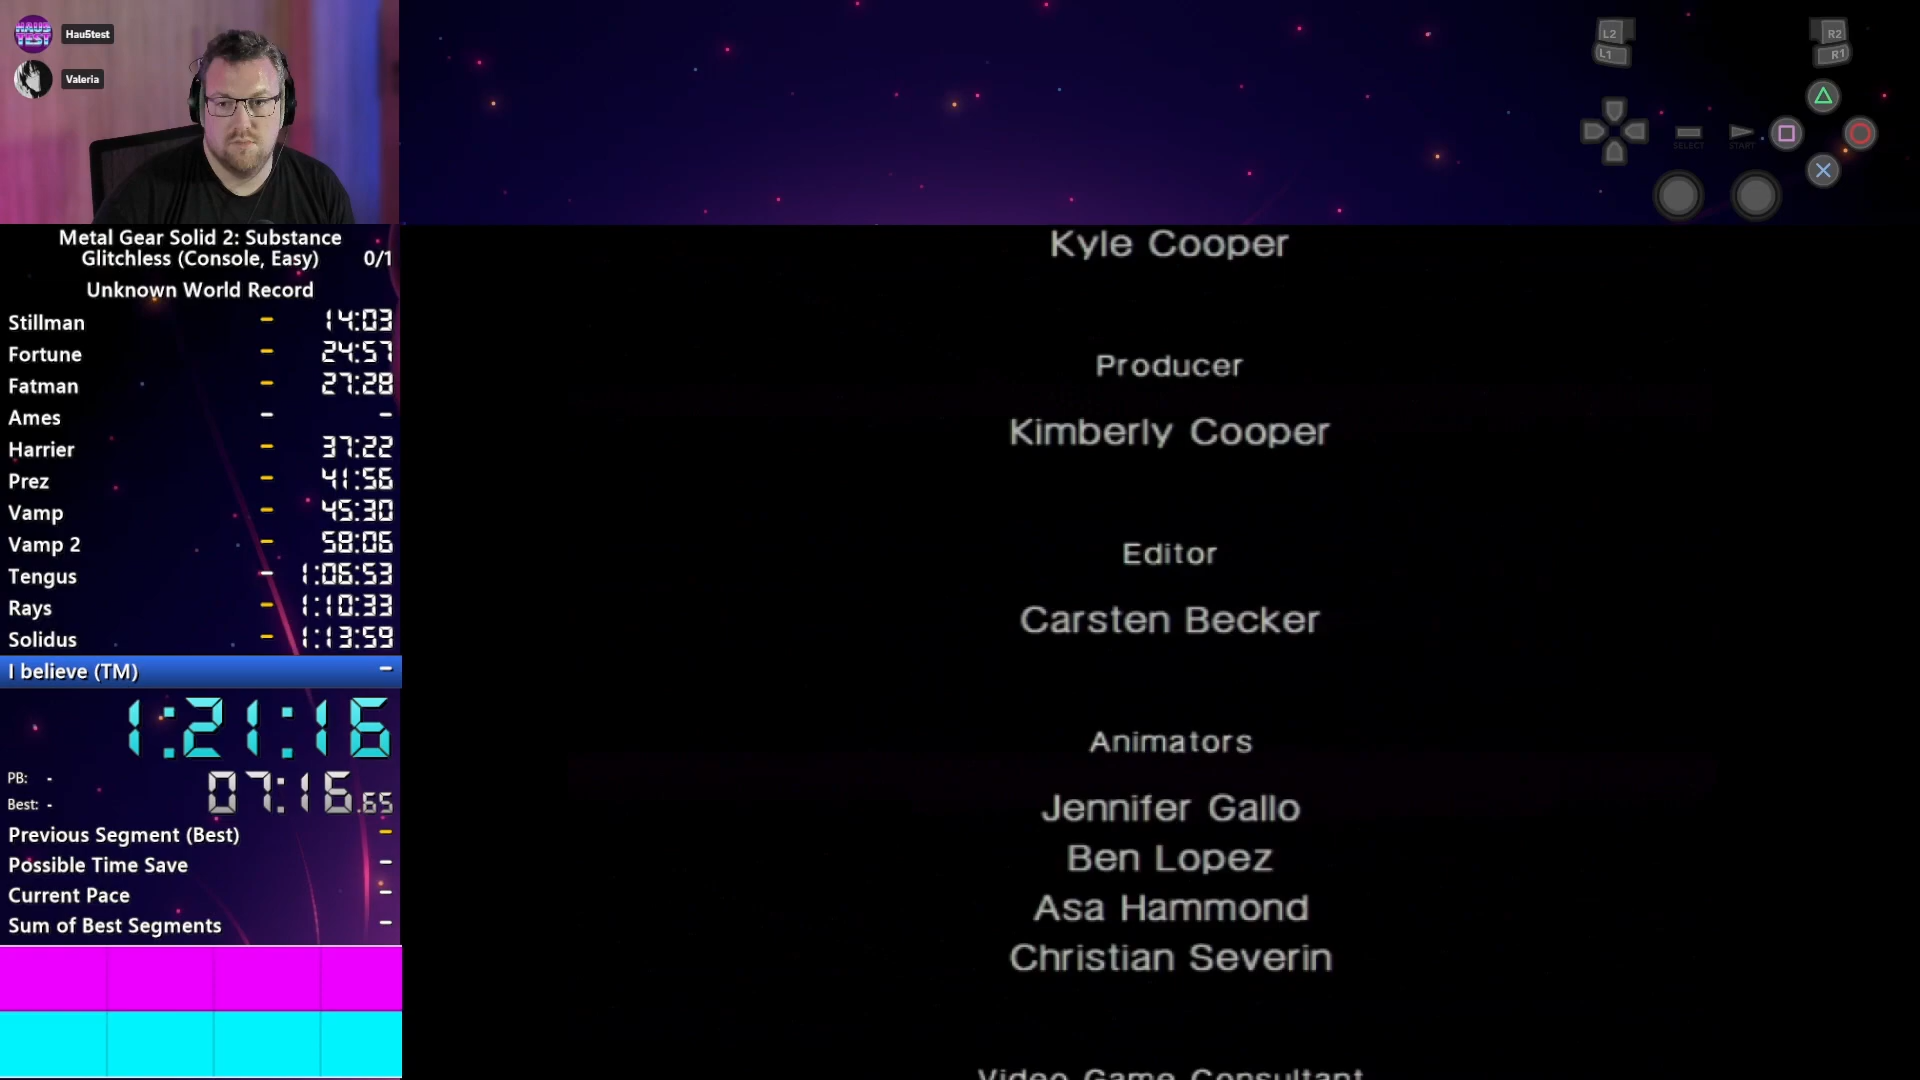 HAUS
TEST
Hau5test
Valeria
L2
L1
R2
R1
SELECT
START
Metal Gear Solid 2: Substance
Glitchless (Console, Easy) 0/1
Unknown World Record
Stillman - 14:03
Fortune - 24:57
Fatman - 27:28
Ames - -
Harrier - 37:22
Prez - 41:56
Vamp - 45:30
Vamp 2 - 58:06
Tengus - 1:06:53
Rays - 1:10:33
Solidus - 1:13:59
I believe (TM) -
1:21:16
PB: -
Best: -
07:16.65
Previous Segment (Best) -
Possible Time Save -
Current Pace -
Sum of Best Segments -
Kyle Cooper
Producer
Kimberly Cooper
Editor
Carsten Becker
Animators
Jennifer Gallo
Ben Lopez
Asa Hammond
Christian Severin
Video Game Consultant